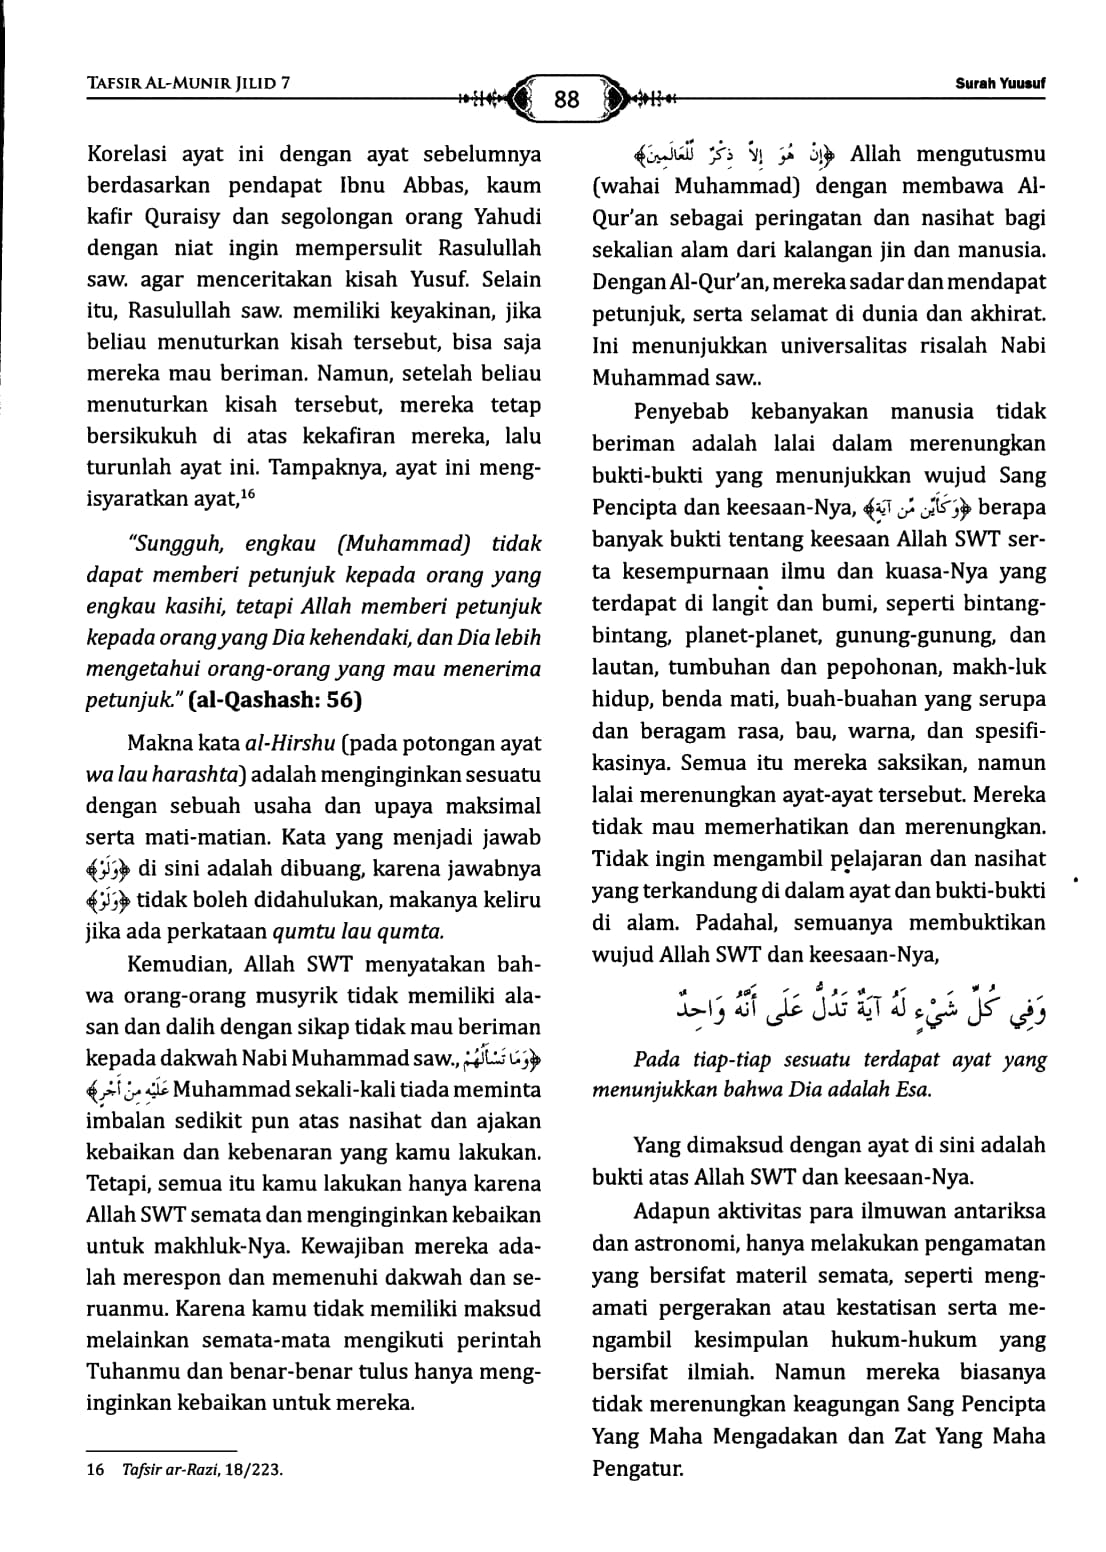 TAFSIR AL-MUNIR JILID 7
88
Surah Yuusuf
Korelasi ayat ini dengan ayat sebelumnya
berdasarkan pendapat Ibnu Abbas, kaum
kafir Quraisy dan segolongan orang Yahudi
dengan niat ingin mempersulit Rasulullah
saw. agar menceritakan kisah Yusuf. Selain
itu, Rasulullah saw. memiliki keyakinan, jika
beliau menuturkan kisah tersebut, bisa saja
mereka mau beriman. Namun, setelah beliau
menuturkan kisah tersebut, mereka tetap
bersikukuh di atas kekafiran mereka, lalu
turunlah ayat ini. Tampaknya, ayat ini meng-
isyaratkan ayat,¹⁶
“Sungguh, engkau (Muhammad) tidak
dapat memberi petunjuk kepada orang yang
engkau kasihi, tetapi Allah memberi petunjuk
kepada orang yang Dia kehendaki, dan Dia lebih
mengetahui orang-orang yang mau menerima
petunjuk.” (al-Qashash: 56)
Makna kata al-Hirshu (pada potongan ayat
wa lau harashta) adalah menginginkan sesuatu
dengan sebuah usaha dan upaya maksimal
serta mati-matian. Kata yang menjadi jawab
﴿وَلَوْ﴾ di sini adalah dibuang, karena jawabnya
﴿وَلَوْ﴾ tidak boleh didahulukan, makanya keliru
jika ada perkataan qumtu lau qumta.
Kemudian, Allah SWT menyatakan bah-
wa orang-orang musyrik tidak memiliki ala-
san dan dalih dengan sikap tidak mau beriman
kepada dakwah Nabi Muhammad saw., ﴿وَمَا تَسْأَلُهُمْ
عَلَيْهِ مِنْ أَجْرٍ﴾ Muhammad sekali-kali tiada meminta
imbalan sedikit pun atas nasihat dan ajakan
kebaikan dan kebenaran yang kamu lakukan.
Tetapi, semua itu kamu lakukan hanya karena
Allah SWT semata dan menginginkan kebaikan
untuk makhluk-Nya. Kewajiban mereka ada-
lah merespon dan memenuhi dakwah dan se-
ruanmu. Karena kamu tidak memiliki maksud
melainkan semata-mata mengikuti perintah
Tuhanmu dan benar-benar tulus hanya meng-
inginkan kebaikan untuk mereka.
16 Tafsir ar-Razi, 18/223.
﴿إِنْ هُوَ إِلاَّ ذِكْرٌ لِّلْعَالَمِينَ﴾ Allah mengutusmu
(wahai Muhammad) dengan membawa Al-
Qur’an sebagai peringatan dan nasihat bagi
sekalian alam dari kalangan jin dan manusia.
Dengan Al-Qur’an, mereka sadar dan mendapat
petunjuk, serta selamat di dunia dan akhirat.
Ini menunjukkan universalitas risalah Nabi
Muhammad saw..
Penyebab kebanyakan manusia tidak
beriman adalah lalai dalam merenungkan
bukti-bukti yang menunjukkan wujud Sang
Pencipta dan keesaan-Nya, ﴿وَكَأَيِّن مِّن آيَةٍ﴾ berapa
banyak bukti tentang keesaan Allah SWT ser-
ta kesempurnaan ilmu dan kuasa-Nya yang
terdapat di langit dan bumi, seperti bintang-
bintang, planet-planet, gunung-gunung, dan
lautan, tumbuhan dan pepohonan, makh-luk
hidup, benda mati, buah-buahan yang serupa
dan beragam rasa, bau, warna, dan spesifi-
kasinya. Semua itu mereka saksikan, namun
lalai merenungkan ayat-ayat tersebut. Mereka
tidak mau memerhatikan dan merenungkan.
Tidak ingin mengambil pelajaran dan nasihat
yang terkandung di dalam ayat dan bukti-bukti
di alam. Padahal, semuanya membuktikan
wujud Allah SWT dan keesaan-Nya,
وَفِي كُلِّ شَيْءٍ لَهُ آيَةٌ تَدُلُّ عَلَى أَنَّهُ وَاحِدٌ
Pada tiap-tiap sesuatu terdapat ayat yang
menunjukkan bahwa Dia adalah Esa.
Yang dimaksud dengan ayat di sini adalah
bukti atas Allah SWT dan keesaan-Nya.
Adapun aktivitas para ilmuwan antariksa
dan astronomi, hanya melakukan pengamatan
yang bersifat materil semata, seperti meng-
amati pergerakan atau kestatisan serta me-
ngambil kesimpulan hukum-hukum yang
bersifat ilmiah. Namun mereka biasanya
tidak merenungkan keagungan Sang Pencipta
Yang Maha Mengadakan dan Zat Yang Maha
Pengatur.